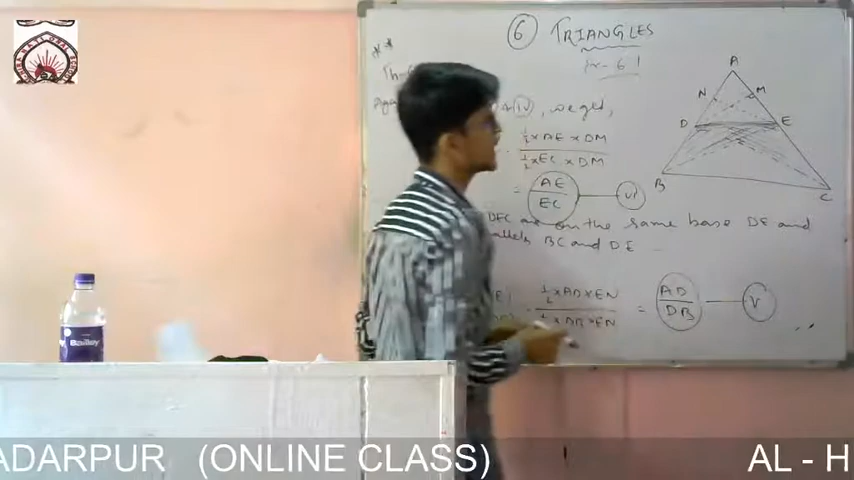 6 TRIANGLES
Ex - 6.1
**
Th-
IV, we get,
½ × AE × DM
½ × EC × DM
= AE
EC
VI
DEC are on the same base DE and
BC and DE
½ × AD × EN
½ × DB × EN
= AD
DB
V
A
N
M
D
E
B
C
Bailley
ADARPUR (ONLINE CLASS)
AL - H